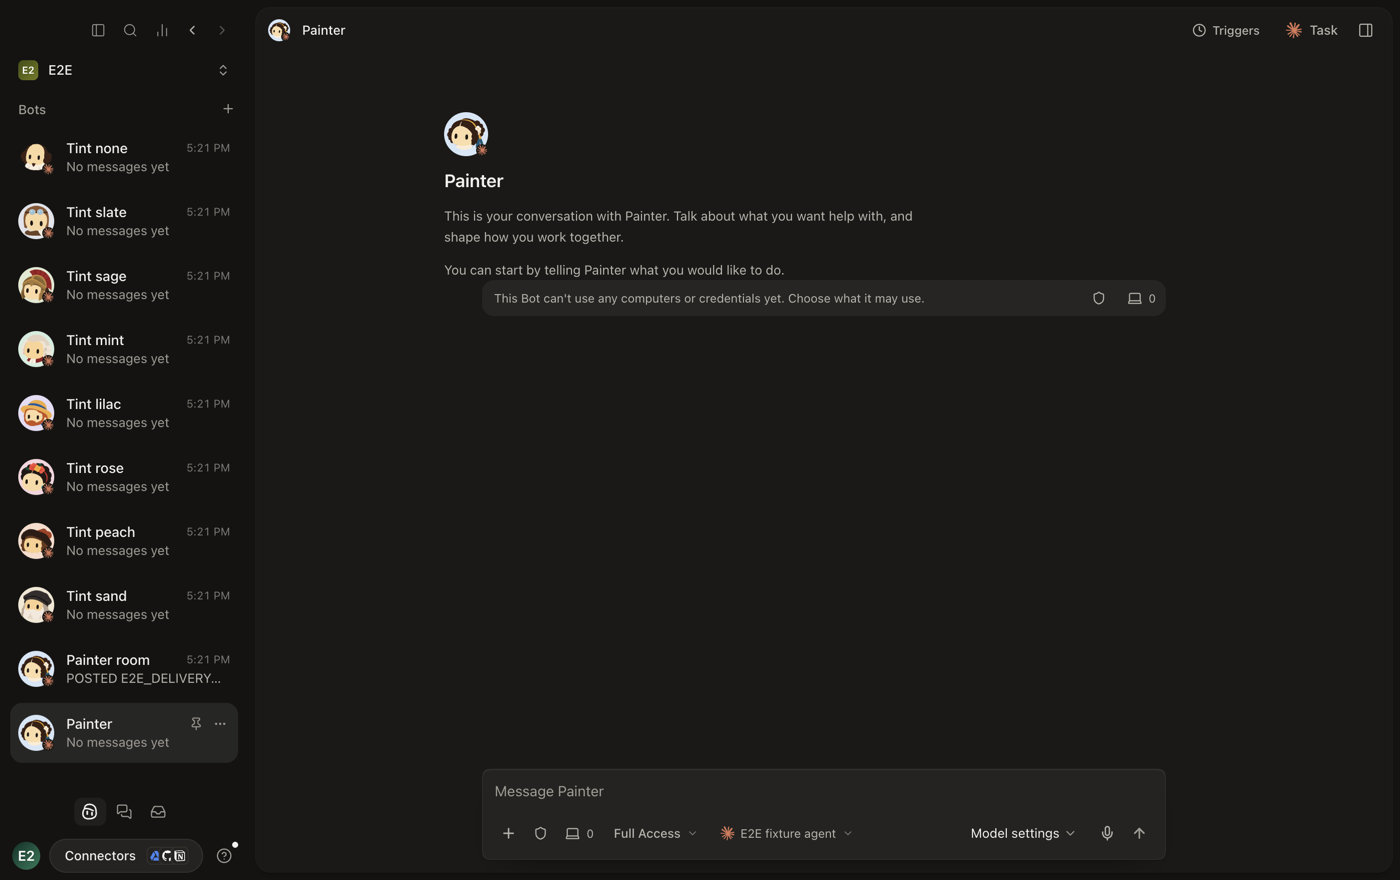 Painter
Triggers
Task
E2 E2E
Bots
Tint none 5:21 PM
No messages yet
Tint slate 5:21 PM
No messages yet
Tint sage 5:21 PM
No messages yet
Tint mint 5:21 PM
No messages yet
Tint lilac 5:21 PM
No messages yet
Tint rose 5:21 PM
No messages yet
Tint peach 5:21 PM
No messages yet
Tint sand 5:21 PM
No messages yet
Painter room 5:21 PM
POSTED E2E_DELIVERY...
Painter
No messages yet
E2 Connectors
Painter
This is your conversation with Painter. Talk about what you want help with, and
shape how you work together.
You can start by telling Painter what you would like to do.
This Bot can't use any computers or credentials yet. Choose what it may use. 0
Message Painter
0 Full Access E2E fixture agent Model settings